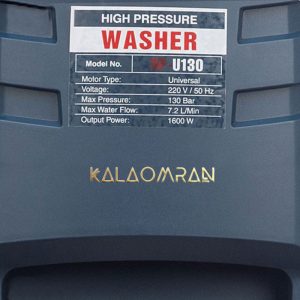 HIGH PRESSURE
WASHER
Model No. U130
Motor Type: Universal
Voltage: 220 V / 50 Hz
Max Pressure: 130 Bar
Max Water Flow: 7.2 L/Min
Output Power: 1600 W
KALAOMRAN